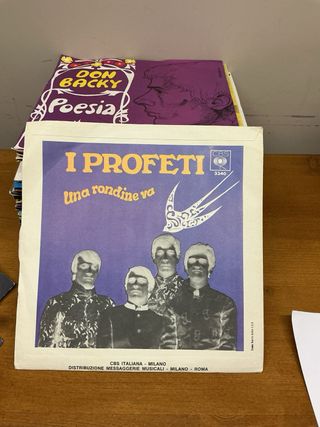 DON
BACKY
Poesia
I PROFETI
CBS
3340
Una rondine va
CBS ITALIANA - MILANO
DISTRIBUZIONE MESSAGGERIE MUSICALI - MILANO - ROMA